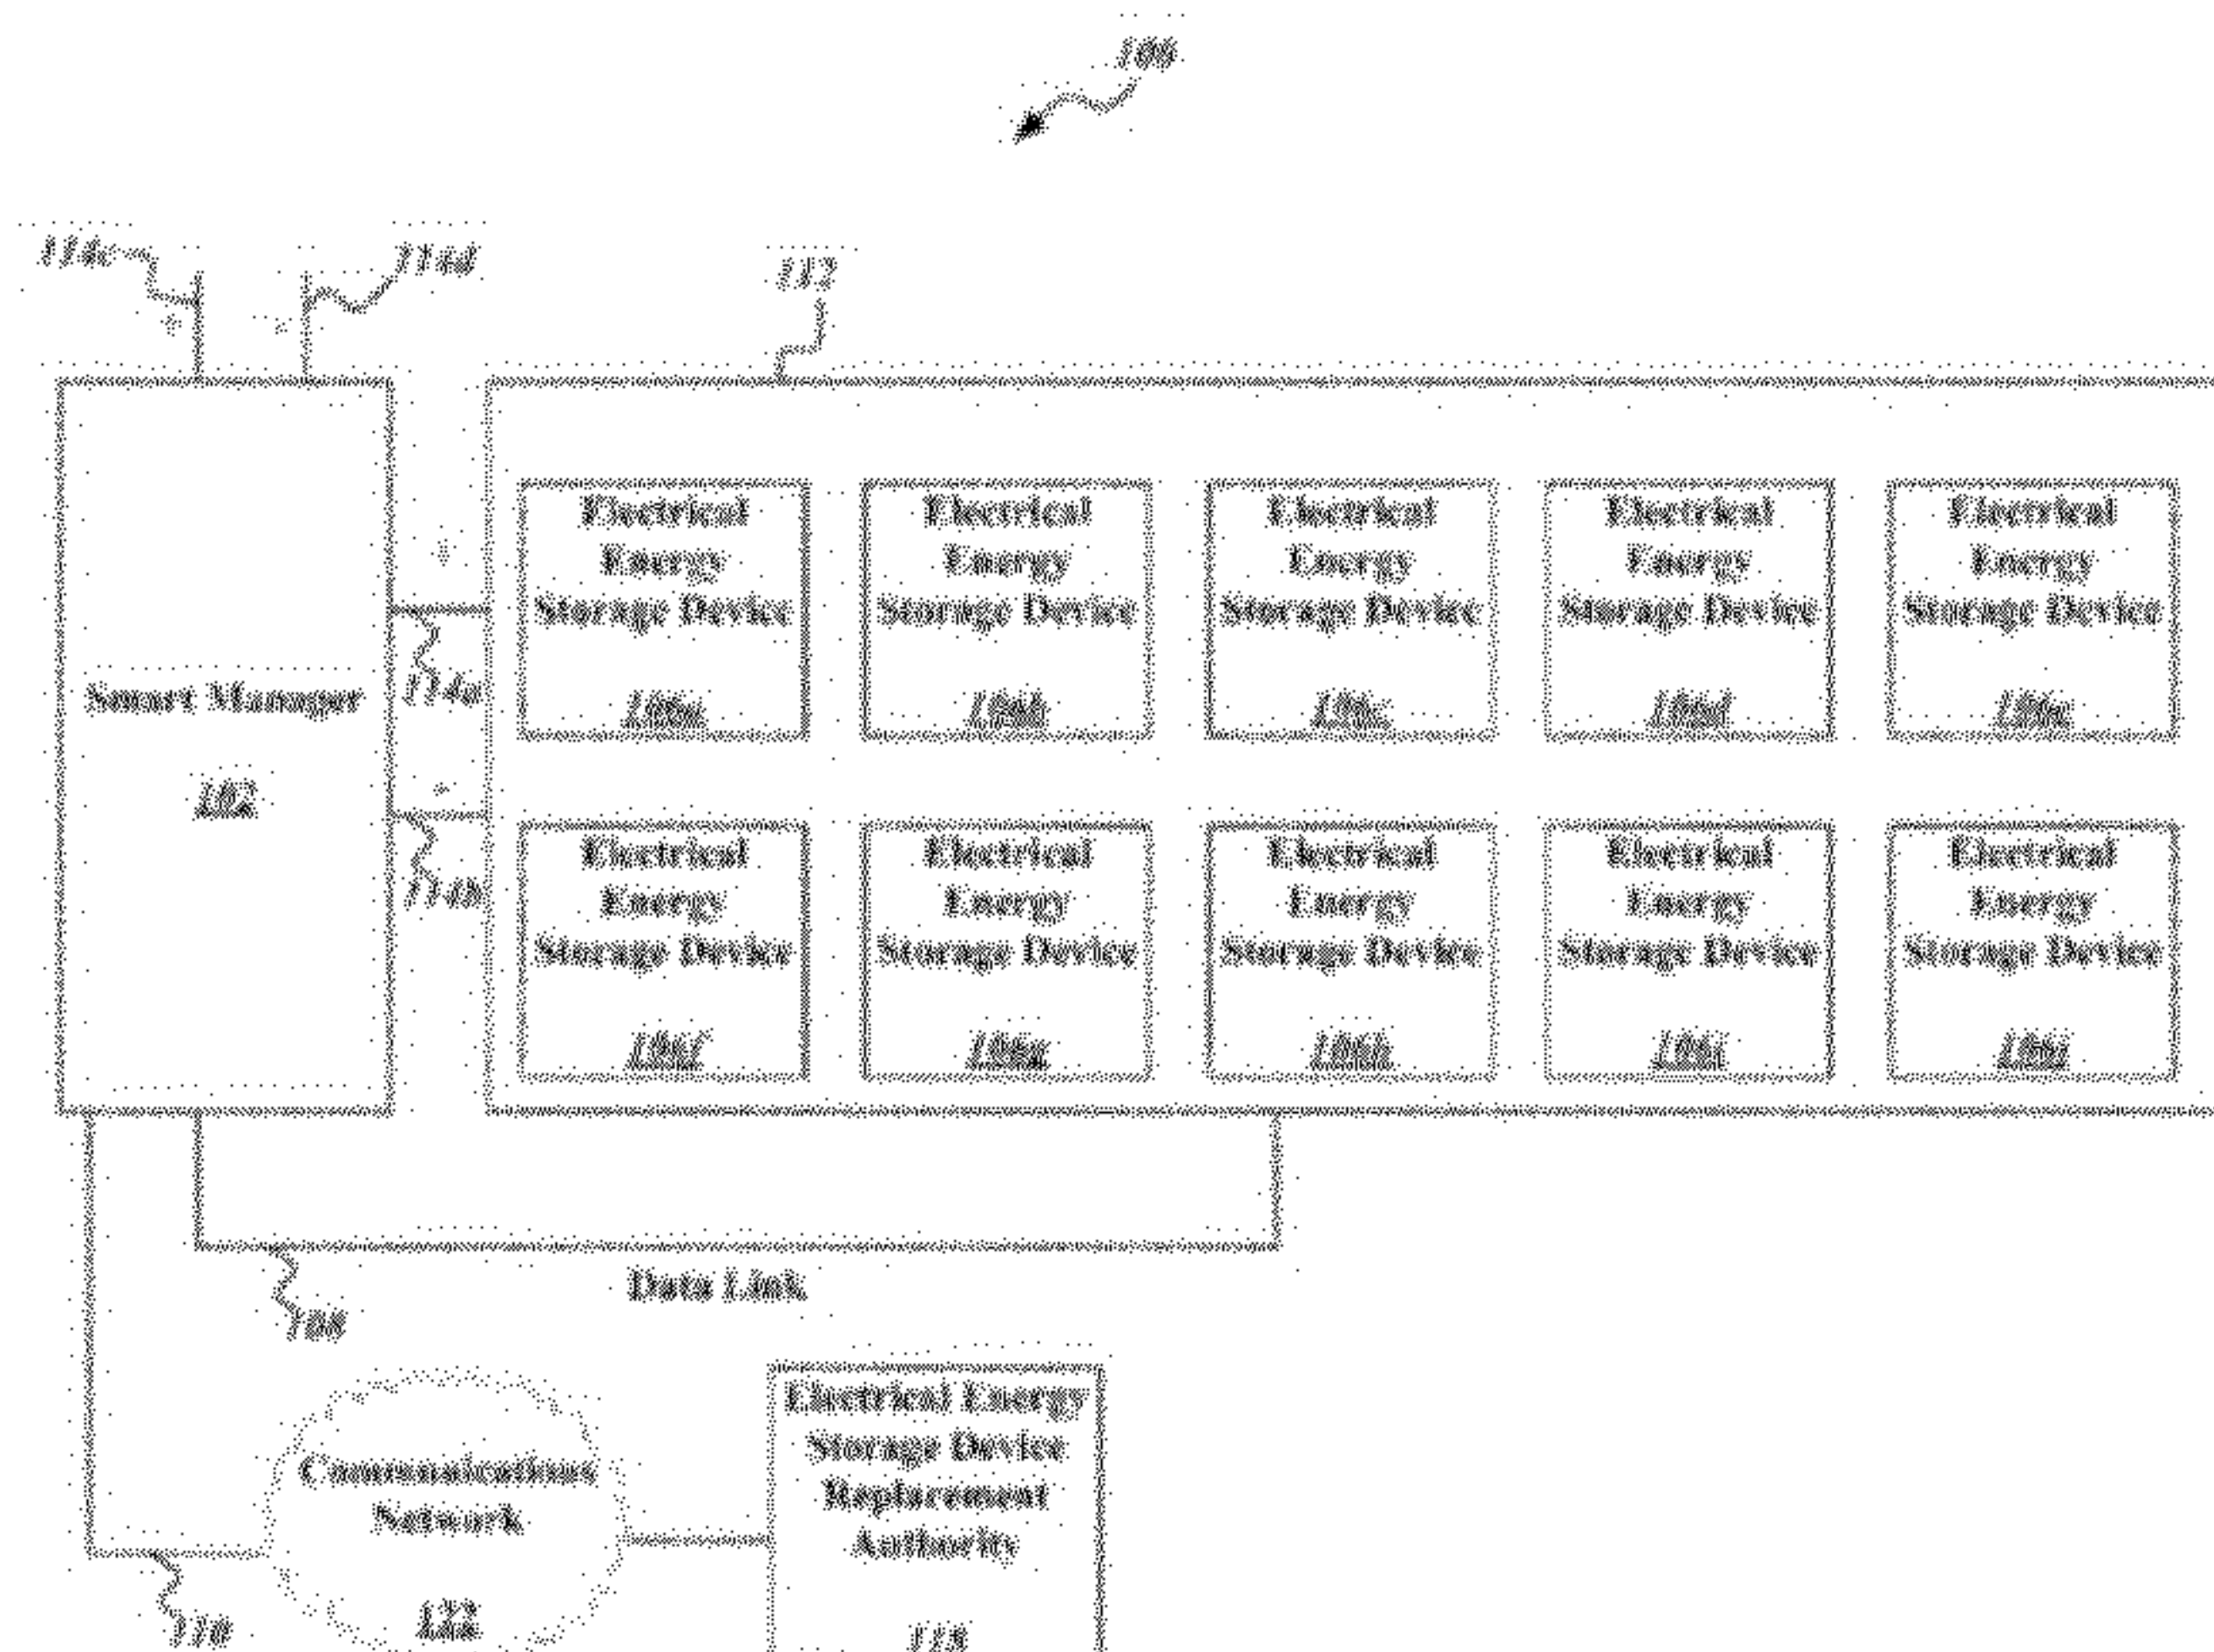 100
114c
114d
112
Electrical
Energy
Storage Device
106a
Electrical
Energy
Storage Device
106b
Electrical
Energy
Storage Device
106c
Electrical
Energy
Storage Device
106d
Electrical
Energy
Storage Device
106e
Smart Manager
102
114a
114b
Electrical
Energy
Storage Device
106f
Electrical
Energy
Storage Device
106g
Electrical
Energy
Storage Device
106h
Electrical
Energy
Storage Device
106i
Electrical
Energy
Storage Device
106j
Data Link
108
Communications
Network
122
110
Electrical Energy
Storage Device
Replacement
Authority
118